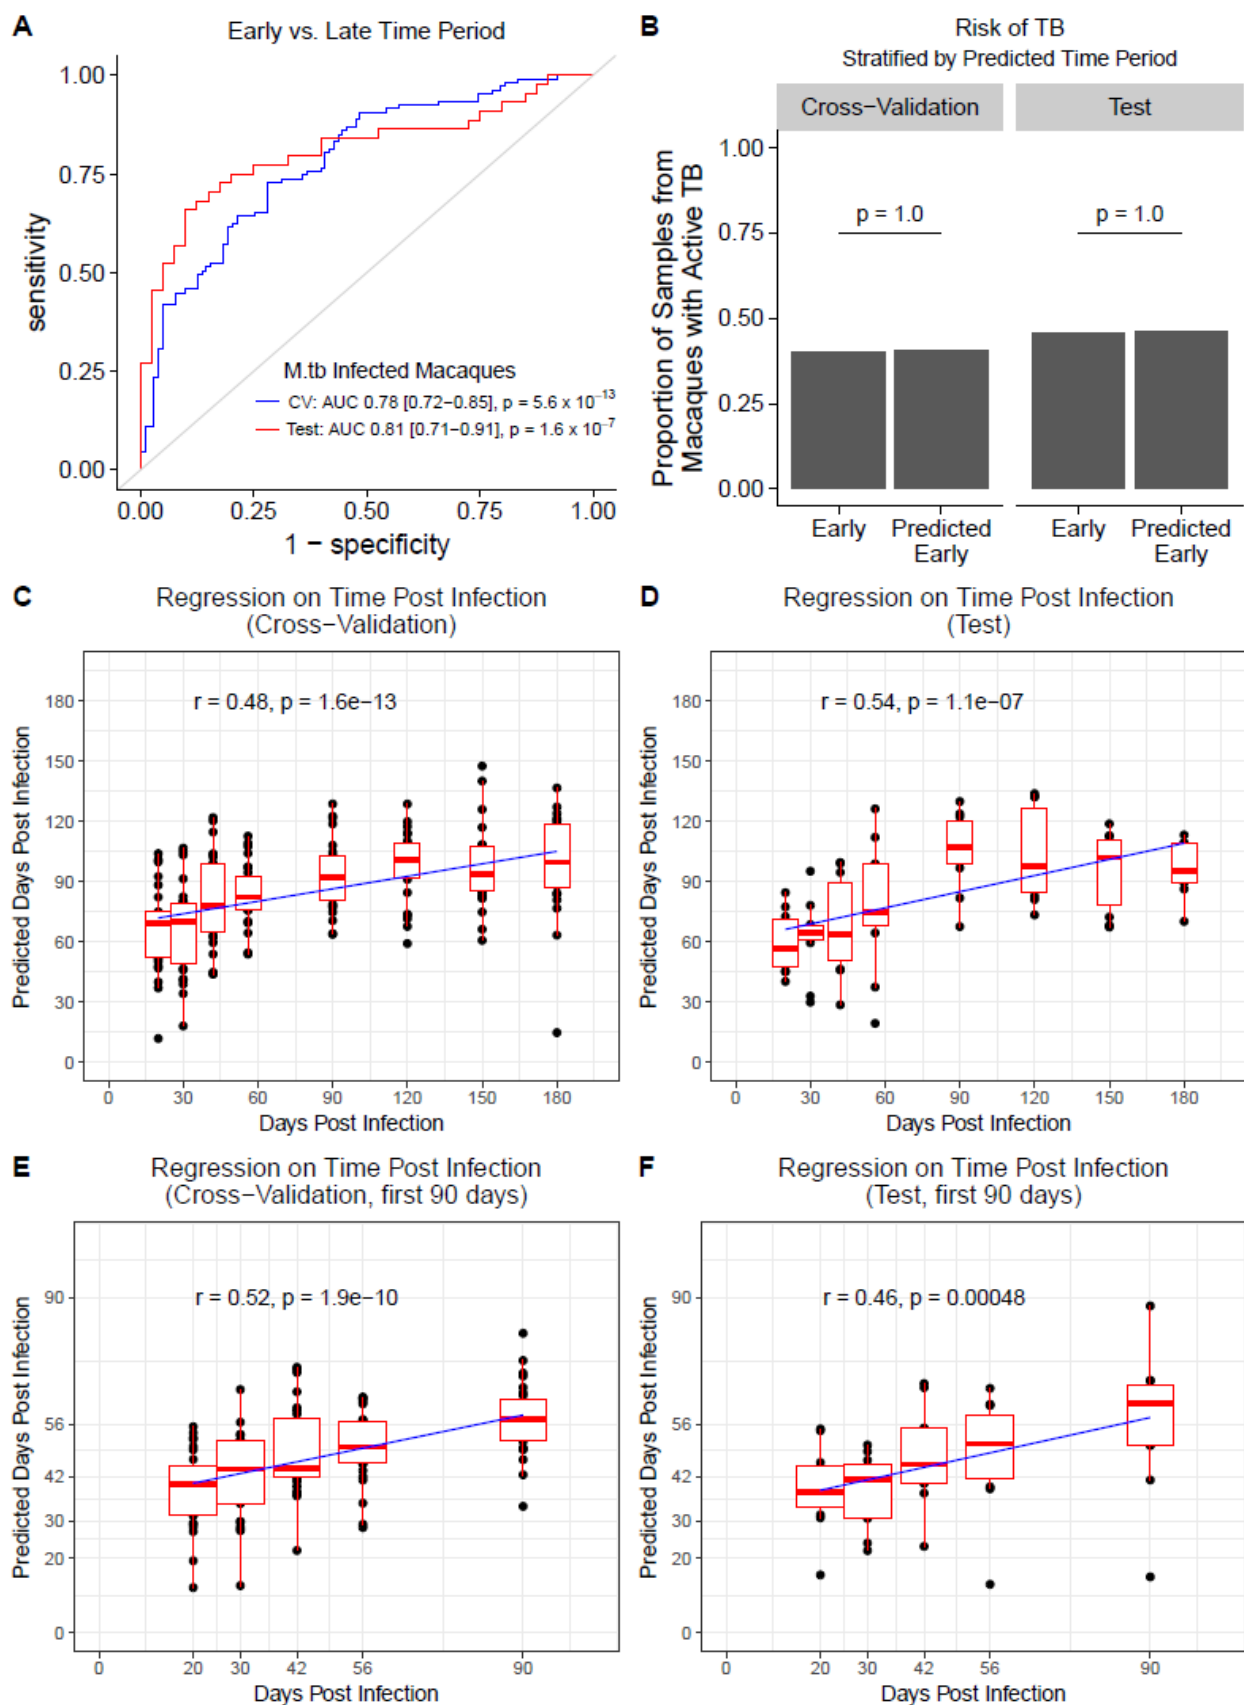 A
Early vs. Late Time Period
sensitivity
1.00
0.75
0.50
0.25
0.00
M.tb Infected Macaques
CV: AUC 0.78 [0.72−0.85], p = 5.6 x 10⁻¹³
Test: AUC 0.81 [0.71−0.91], p = 1.6 x 10⁻⁷
0.00 0.25 0.50 0.75 1.00
1 − specificity
B
Risk of TB
Stratified by Predicted Time Period
Cross−Validation Test
Proportion of Samples from
Macaques with Active TB
1.00
0.75
0.50
0.25
0.00
p = 1.0 p = 1.0
Early Predicted Early Predicted
Early Early
C
Regression on Time Post Infection
(Cross−Validation)
r = 0.48, p = 1.6e−13
Predicted Days Post Infection
180
150
120
90
60
30
0
0 30 60 90 120 150 180
Days Post Infection
D
Regression on Time Post Infection
(Test)
r = 0.54, p = 1.1e−07
Predicted Days Post Infection
180
150
120
90
60
30
0
0 30 60 90 120 150 180
Days Post Infection
E
Regression on Time Post Infection
(Cross−Validation, first 90 days)
r = 0.52, p = 1.9e−10
Predicted Days Post Infection
90
56
42
30
20
0
0 20 30 42 56 90
Days Post Infection
F
Regression on Time Post Infection
(Test, first 90 days)
r = 0.46, p = 0.00048
Predicted Days Post Infection
90
56
42
30
20
0
0 20 30 42 56 90
Days Post Infection